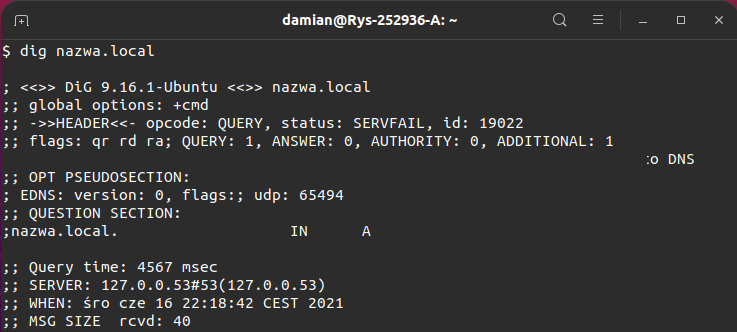 damian@Rys-252936-A: ~
$ dig nazwa.local
; <<>> DiG 9.16.1-Ubuntu <<>> nazwa.local
;; global options: +cmd
;; ->>HEADER<<- opcode: QUERY, status: SERVFAIL, id: 19022
;; flags: qr rd ra; QUERY: 1, ANSWER: 0, AUTHORITY: 0, ADDITIONAL: 1
DNS
;; OPT PSEUDOSECTION:
; EDNS: version: 0, flags:; udp: 65494
;; QUESTION SECTION:
;nazwa.local. IN A
;; Query time: 4567 msec
;; SERVER: 127.0.0.53#53(127.0.0.53)
;; WHEN: śro cze 16 22:18:42 CEST 2021
;; MSG SIZE rcvd: 40